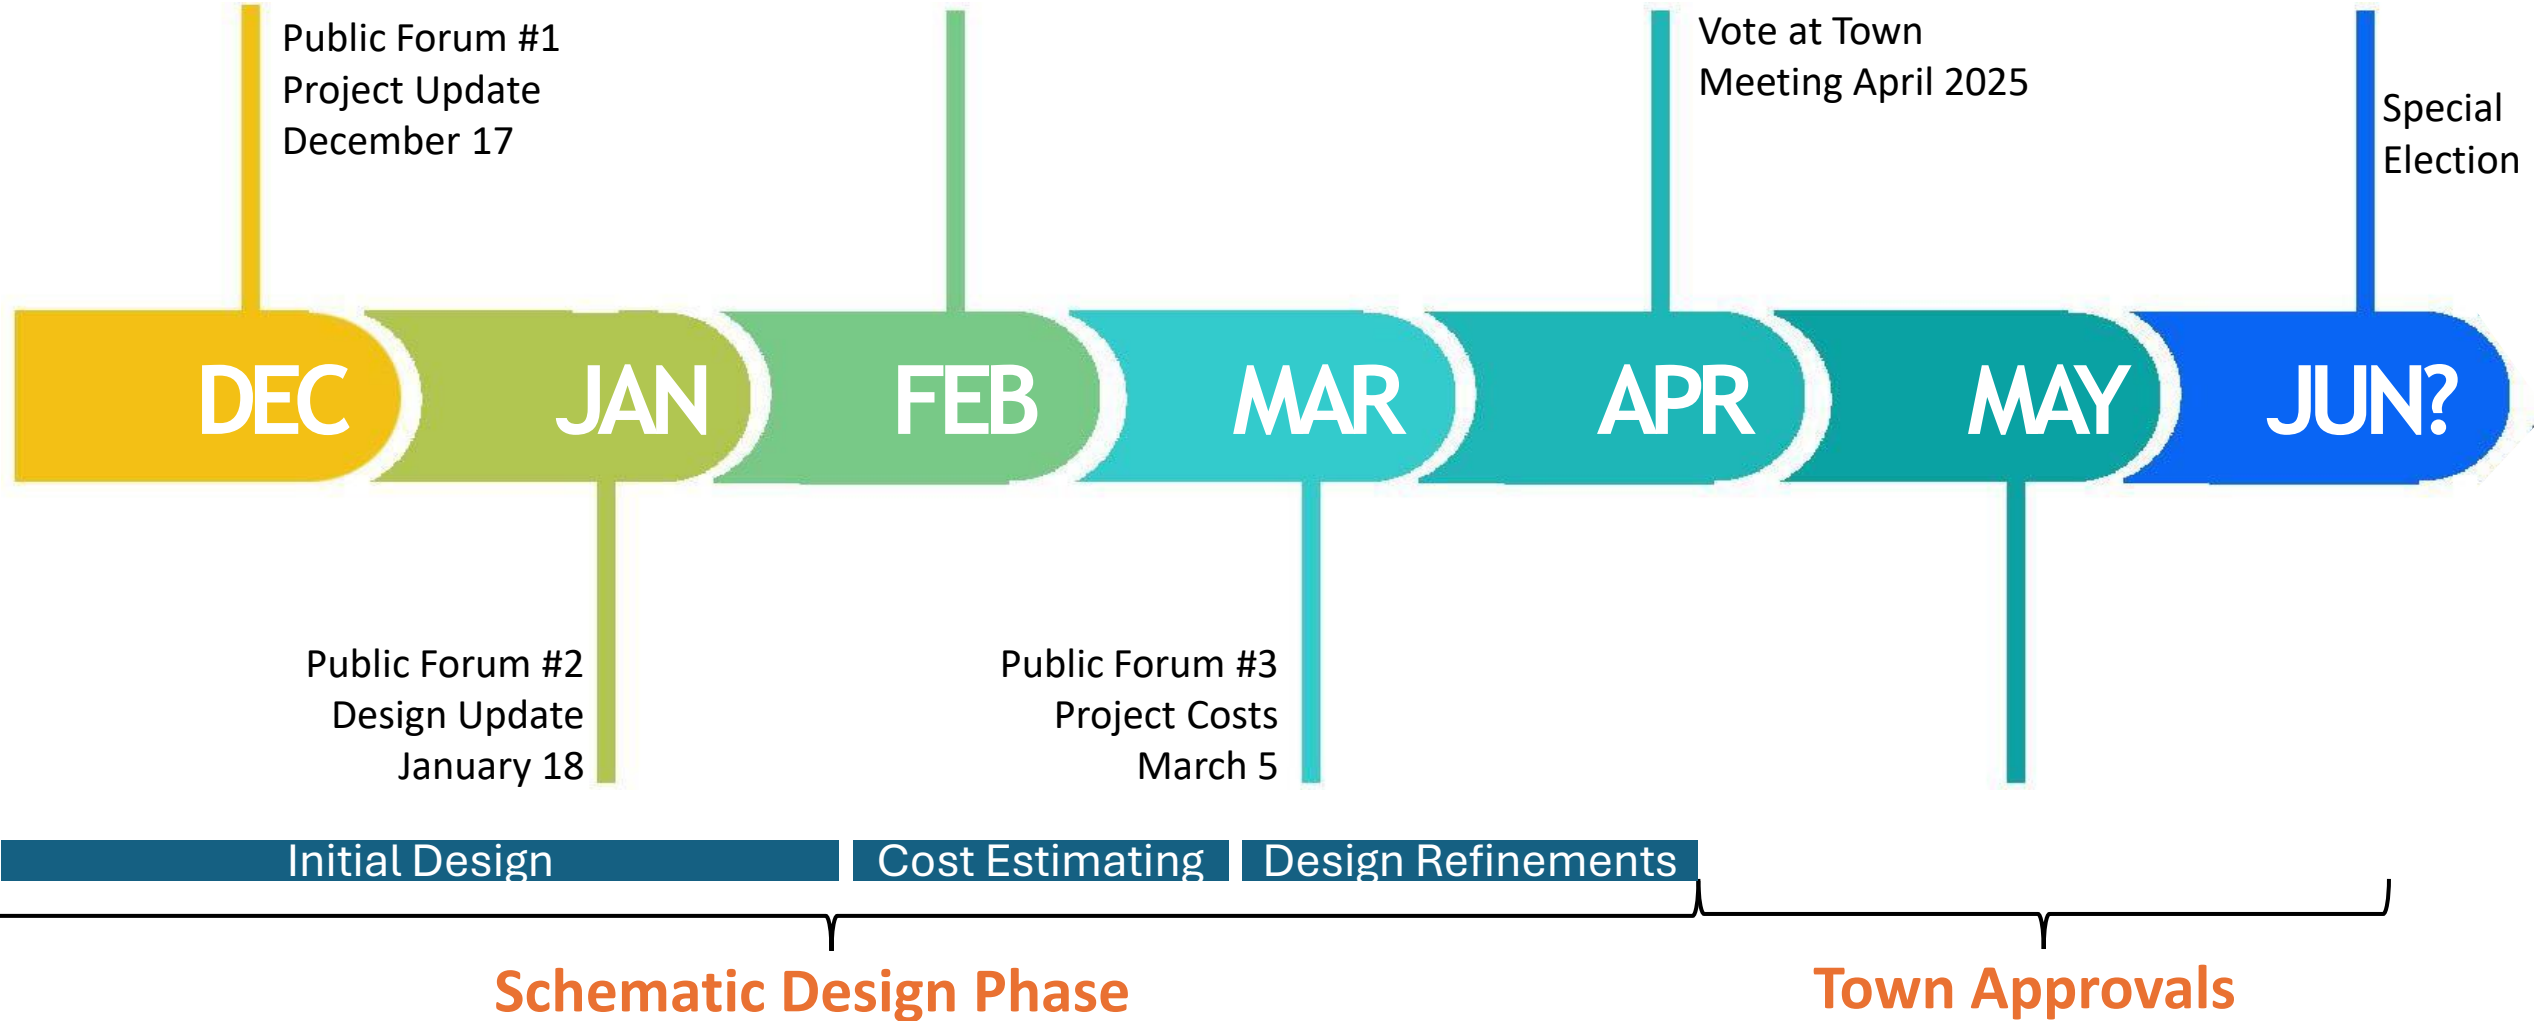 Public Forum #1
Project Update
December 17
Vote at Town
Meeting April 2025
Special
Election
DEC
JAN
FEB
MAR
APR
MAY
JUN?
Public Forum #2
Design Update
January 18
Public Forum #3
Project Costs
March 5
Initial Design
Cost Estimating
Design Refinements
Schematic Design Phase
Town Approvals